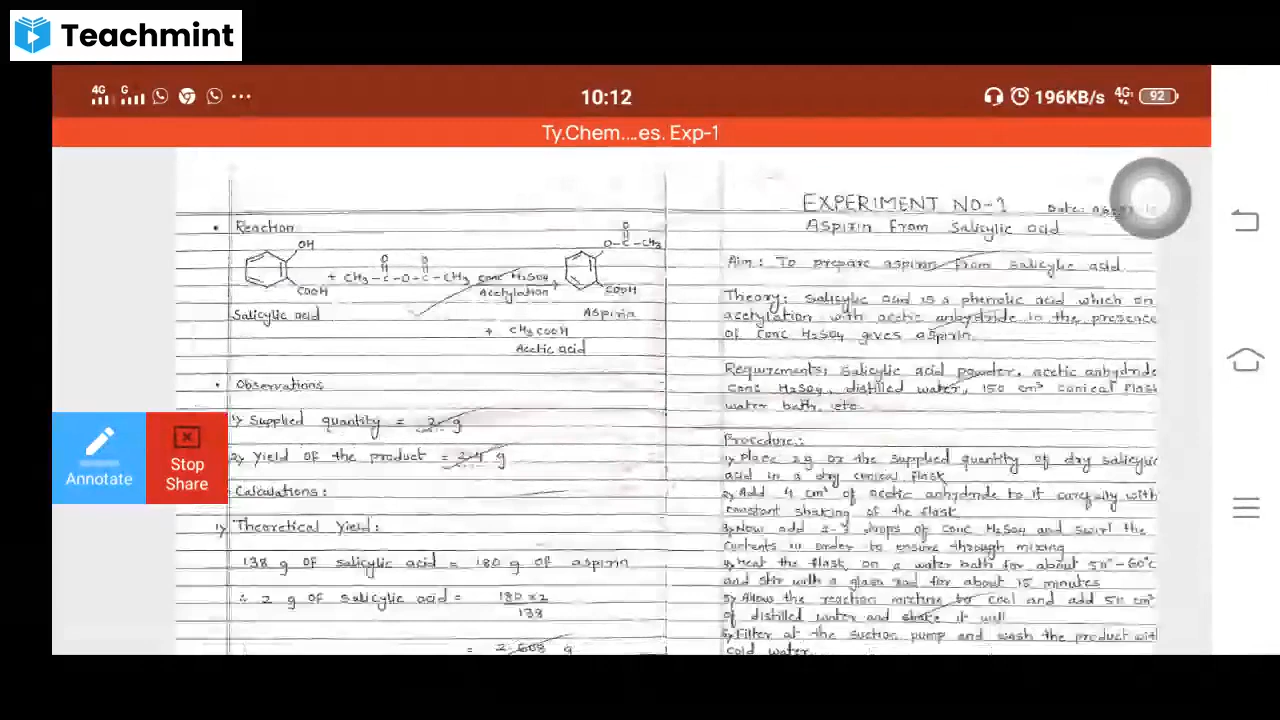 Teachmint
4G G ... 10:12 196KB/s 4G 92
Ty.Chem....es. Exp-1
• Reaction
OH
COOH
Salicylic acid
+ CH3-C-O-C-CH3
O O
Conc H2SO4
Acetylation
O
O-C-CH3
COOH
Aspirin
+ CH3COOH
Acetic acid
• Observations
1) Supplied quantity = 2 g
2) Yield of the product = g
Calculations:
1) Theoretical Yield:
138 g of salicylic acid = 180 g of aspirin
∴ 2 g of salicylic acid = 180 x 2
138
= 2.608 g
EXPERIMENT NO-1
Date:
Aspirin from Salicylic acid
Aim: To prepare aspirin from salicylic acid.
Theory: Salicylic acid is a phenolic acid which on
acetylation with acetic anhydride in the presence
of Conc H2SO4 gives aspirin.
Requirements: Salicylic acid powder, acetic anhydride
Conc H2SO4, distilled water, 150 cm3 conical flask
water bath, etc.
Procedure:
1) Place 2g or the supplied quantity of dry salicylic
acid in a dry conical flask
2) Add 4 cm3 of acetic anhydride to it carefully with
constant shaking of the flask
3) Now add 2-3 drops of conc H2SO4 and swirl the
contents in order to ensure through mixing
4) Heat the flask on a water bath for about 50°-60°C
and stir with a glass rod for about 15 minutes
5) Allow the reaction mixture to cool and add 50 cm3
of distilled water and shake it well
6) Filter at the suction pump and wash the product with
cold water.
Annotate
Stop
Share